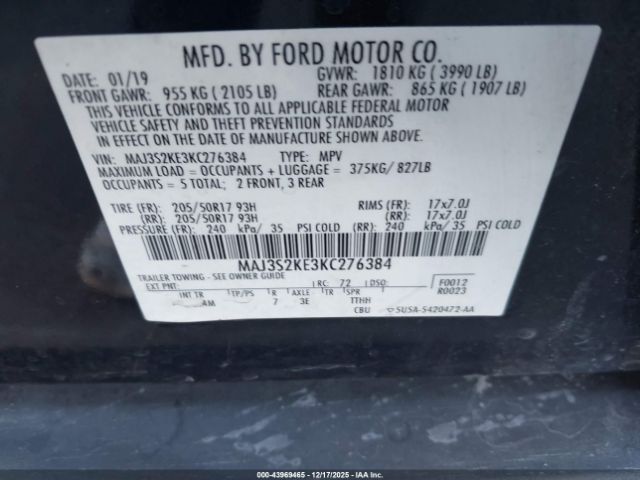 MFD. BY FORD MOTOR CO.
DATE: 01/19 GVWR: 1810 KG ( 3990 LB)
FRONT GAWR: 955 KG ( 2105 LB) REAR GAWR: 865 KG ( 1907 LB)
THIS VEHICLE CONFORMS TO ALL APPLICABLE FEDERAL MOTOR
VEHICLE SAFETY AND THEFT PREVENTION STANDARDS
IN EFFECT ON THE DATE OF MANUFACTURE SHOWN ABOVE.
VIN: MAJ3S2KE3KC276384 TYPE: MPV
MAXIMUM LOAD = OCCUPANTS + LUGGAGE = 375KG/ 827LB
OCCUPANTS = 5 TOTAL; 2 FRONT, 3 REAR
TIRE (FR): 205/50R17 93H RIMS (FR): 17x7.0J
(RR): 205/50R17 93H (RR): 17x7.0J
PRESSURE (FR): 240 kPa/ 35 PSI COLD (RR): 240 kPa/ 35 PSI COLD
MAJ3S2KE3KC276384
TRAILER TOWING - SEE OWNER GUIDE
EXT PNT: RC: 72 DSO: F0012
R0023
INT TR TP/PS R AXLE TR SPR
AM 7 3E TTHH
CBU 5USA-5420472-AA
000-43969465 - 12/17/2025 - IAAI.COM